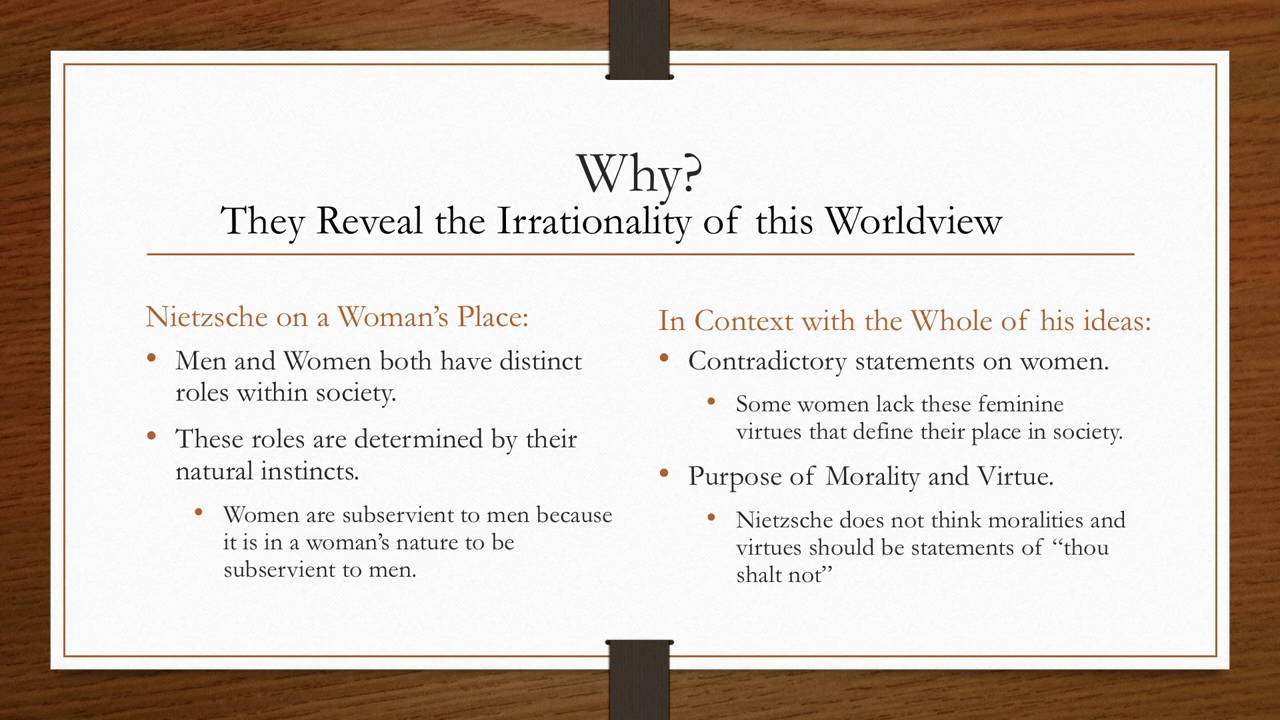 Why?
They Reveal the Irrationality of this Worldview
Nietzsche on a Woman’s Place:
• Men and Women both have distinct
roles within society.
• These roles are determined by their
natural instincts.
• Women are subservient to men because
it is in a woman’s nature to be
subservient to men.
In Context with the Whole of his ideas:
• Contradictory statements on women.
• Some women lack these feminine
virtues that define their place in society.
• Purpose of Morality and Virtue.
• Nietzsche does not think moralities and
virtues should be statements of “thou
shalt not”